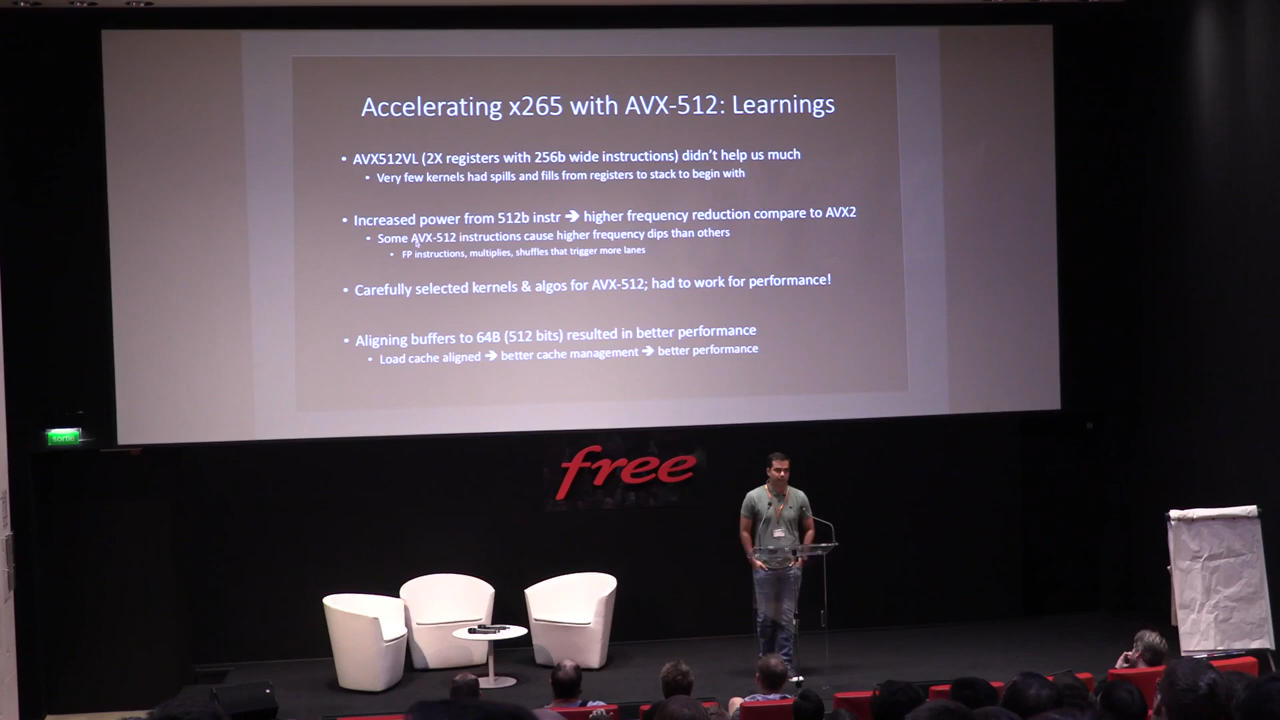 Accelerating x265 with AVX-512: Learnings
• AVX512VL (2X registers with 256b wide instructions) didn't help us much
• Very few kernels had spills and fills from registers to stack to begin with
• Increased power from 512b instr ➔ higher frequency reduction compare to AVX2
• Some AVX-512 instructions cause higher frequency dips than others
• FP instructions, multiplies, shuffles that trigger more lanes
• Carefully selected kernels & algos for AVX-512; had to work for performance!
• Aligning buffers to 64B (512 bits) resulted in better performance
• Load cache aligned ➔ better cache management ➔ better performance
sortie
free